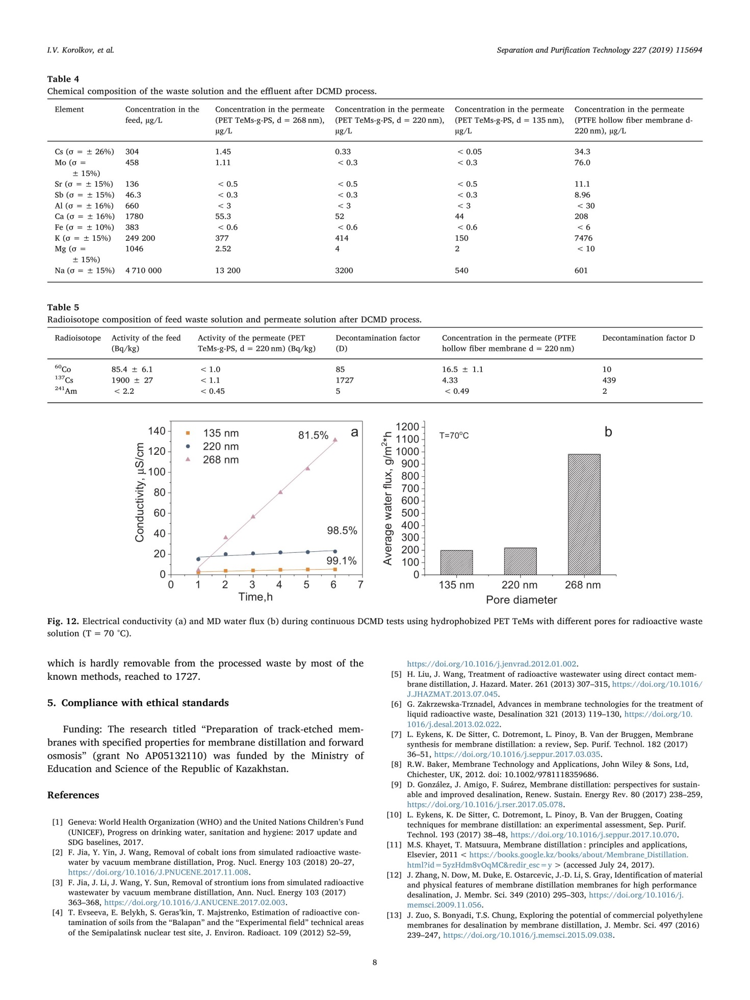 I.V. Korolkov, et al.
Separation and Purification Technology 227 (2019) 115694
Table 4
Chemical composition of the waste solution and the effluent after DCMD process.
Element Concentration in the feed, μg/L Concentration in the permeate (PET TeMs-g-PS, d = 268 nm), μg/L Concentration in the permeate (PET TeMs-g-PS, d = 220 nm), μg/L Concentration in the permeate (PET TeMs-g-PS, d = 135 nm), μg/L Concentration in the permeate (PTFE hollow fiber membrane d-220 nm), μg/L
Cs (σ = ± 26%) 304 1.45 0.33 < 0.05 34.3
Mo (σ = ± 15%) 458 1.11 < 0.3 < 0.3 76.0
Sr (σ = ± 15%) 136 < 0.5 < 0.5 < 0.5 11.1
Sb (σ = ± 15%) 46.3 < 0.3 < 0.3 < 0.3 8.96
Al (σ = ± 16%) 660 < 3 < 3 < 3 < 30
Ca (σ = ± 16%) 1780 55.3 52 44 208
Fe (σ = ± 10%) 383 < 0.6 < 0.6 < 0.6 < 6
K (σ = ± 15%) 249 200 377 414 150 7476
Mg (σ = ± 15%) 1046 2.52 4 2 < 10
Na (σ = ± 15%) 4 710 000 13 200 3200 540 601
Table 5
Radioisotope composition of feed waste solution and permeate solution after DCMD process.
Radioisotope Activity of the feed (Bq/kg) Activity of the permeate (PET TeMs-g-PS, d = 220 nm) (Bq/kg) Decontamination factor (D) Concentration in the permeate (PTFE hollow fiber membrane d = 220 nm) Decontamination factor D
⁶⁰Co 85.4 ± 6.1 < 1.0 85 16.5 ± 1.1 10
¹³⁷Cs 1900 ± 27 < 1.1 1727 4.33 439
²⁴¹Am < 2.2 < 0.45 5 < 0.49 2
a
135 nm
220 nm
268 nm
81.5%
98.5%
99.1%
Conductivity, μS/cm
140
120
100
80
60
40
20
0
0 1 2 3 4 5 6 7
Time,h
b
T=70°C
Average water flux, g/m²*h
1200
1100
1000
900
800
700
600
500
400
300
200
100
0
135 nm 220 nm 268 nm
Pore diameter
Fig. 12. Electrical conductivity (a) and MD water flux (b) during continuous DCMD tests using hydrophobized PET TeMs with different pores for radioactive waste
solution (T = 70 °C).
which is hardly removable from the processed waste by most of the
known methods, reached to 1727.
5. Compliance with ethical standards
Funding: The research titled “Preparation of track-etched mem-
branes with specified properties for membrane distillation and forward
osmosis” (grant No AP05132110) was funded by the Ministry of
Education and Science of the Republic of Kazakhstan.
References
[1] Geneva: World Health Organization (WHO) and the United Nations Children’s Fund
(UNICEF), Progress on drinking water, sanitation and hygiene: 2017 update and
SDG baselines, 2017.
[2] F. Jia, Y. Yin, J. Wang, Removal of cobalt ions from simulated radioactive waste-
water by vacuum membrane distillation, Prog. Nucl. Energy 103 (2018) 20–27,
https://doi.org/10.1016/J.PNUCENE.2017.11.008.
[3] F. Jia, J. Li, J. Wang, Y. Sun, Removal of strontium ions from simulated radioactive
wastewater by vacuum membrane distillation, Ann. Nucl. Energy 103 (2017)
363–368, https://doi.org/10.1016/J.ANUCENE.2017.02.003.
[4] T. Evseeva, E. Belykh, S. Geras’kin, T. Majstrenko, Estimation of radioactive con-
tamination of soils from the “Balapan” and the “Experimental field” technical areas
of the Semipalatinsk nuclear test site, J. Environ. Radioact. 109 (2012) 52–59,
https://doi.org/10.1016/j.jenvrad.2012.01.002.
[5] H. Liu, J. Wang, Treatment of radioactive wastewater using direct contact mem-
brane distillation, J. Hazard. Mater. 261 (2013) 307–315, https://doi.org/10.1016/
J.JHAZMAT.2013.07.045.
[6] G. Zakrzewska-Trznadel, Advances in membrane technologies for the treatment of
liquid radioactive waste, Desalination 321 (2013) 119–130, https://doi.org/10.
1016/j.desal.2013.02.022.
[7] L. Eykens, K. De Sitter, C. Dotremont, L. Pinoy, B. Van der Bruggen, Membrane
synthesis for membrane distillation: a review, Sep. Purif. Technol. 182 (2017)
36–51, https://doi.org/10.1016/j.seppur.2017.03.035.
[8] R.W. Baker, Membrane Technology and Applications, John Wiley & Sons, Ltd,
Chichester, UK, 2012. doi: 10.1002/9781118359686.
[9] D. González, J. Amigo, F. Suárez, Membrane distillation: perspectives for sustain-
able and improved desalination, Renew. Sustain. Energy Rev. 80 (2017) 238–259,
https://doi.org/10.1016/j.rser.2017.05.078.
[10] L. Eykens, K. De Sitter, C. Dotremont, L. Pinoy, B. Van der Bruggen, Coating
techniques for membrane distillation: an experimental assessment, Sep. Purif.
Technol. 193 (2017) 38–48, https://doi.org/10.1016/j.seppur.2017.10.070.
[11] M.S. Khayet, T. Matsuura, Membrane distillation : principles and applications,
Elsevier, 2011 < https://books.google.kz/books/about/Membrane_Distillation.
html?id=5yzHdm8vOqMC&redir_esc=y > (accessed July 24, 2017).
[12] J. Zhang, N. Dow, M. Duke, E. Ostarcevic, J.-D. Li, S. Gray, Identification of material
and physical features of membrane distillation membranes for high performance
desalination, J. Membr. Sci. 349 (2010) 295–303, https://doi.org/10.1016/j.
memsci.2009.11.056.
[13] J. Zuo, S. Bonyadi, T.S. Chung, Exploring the potential of commercial polyethylene
membranes for desalination by membrane distillation, J. Membr. Sci. 497 (2016)
239–247, https://doi.org/10.1016/j.memsci.2015.09.038.
8